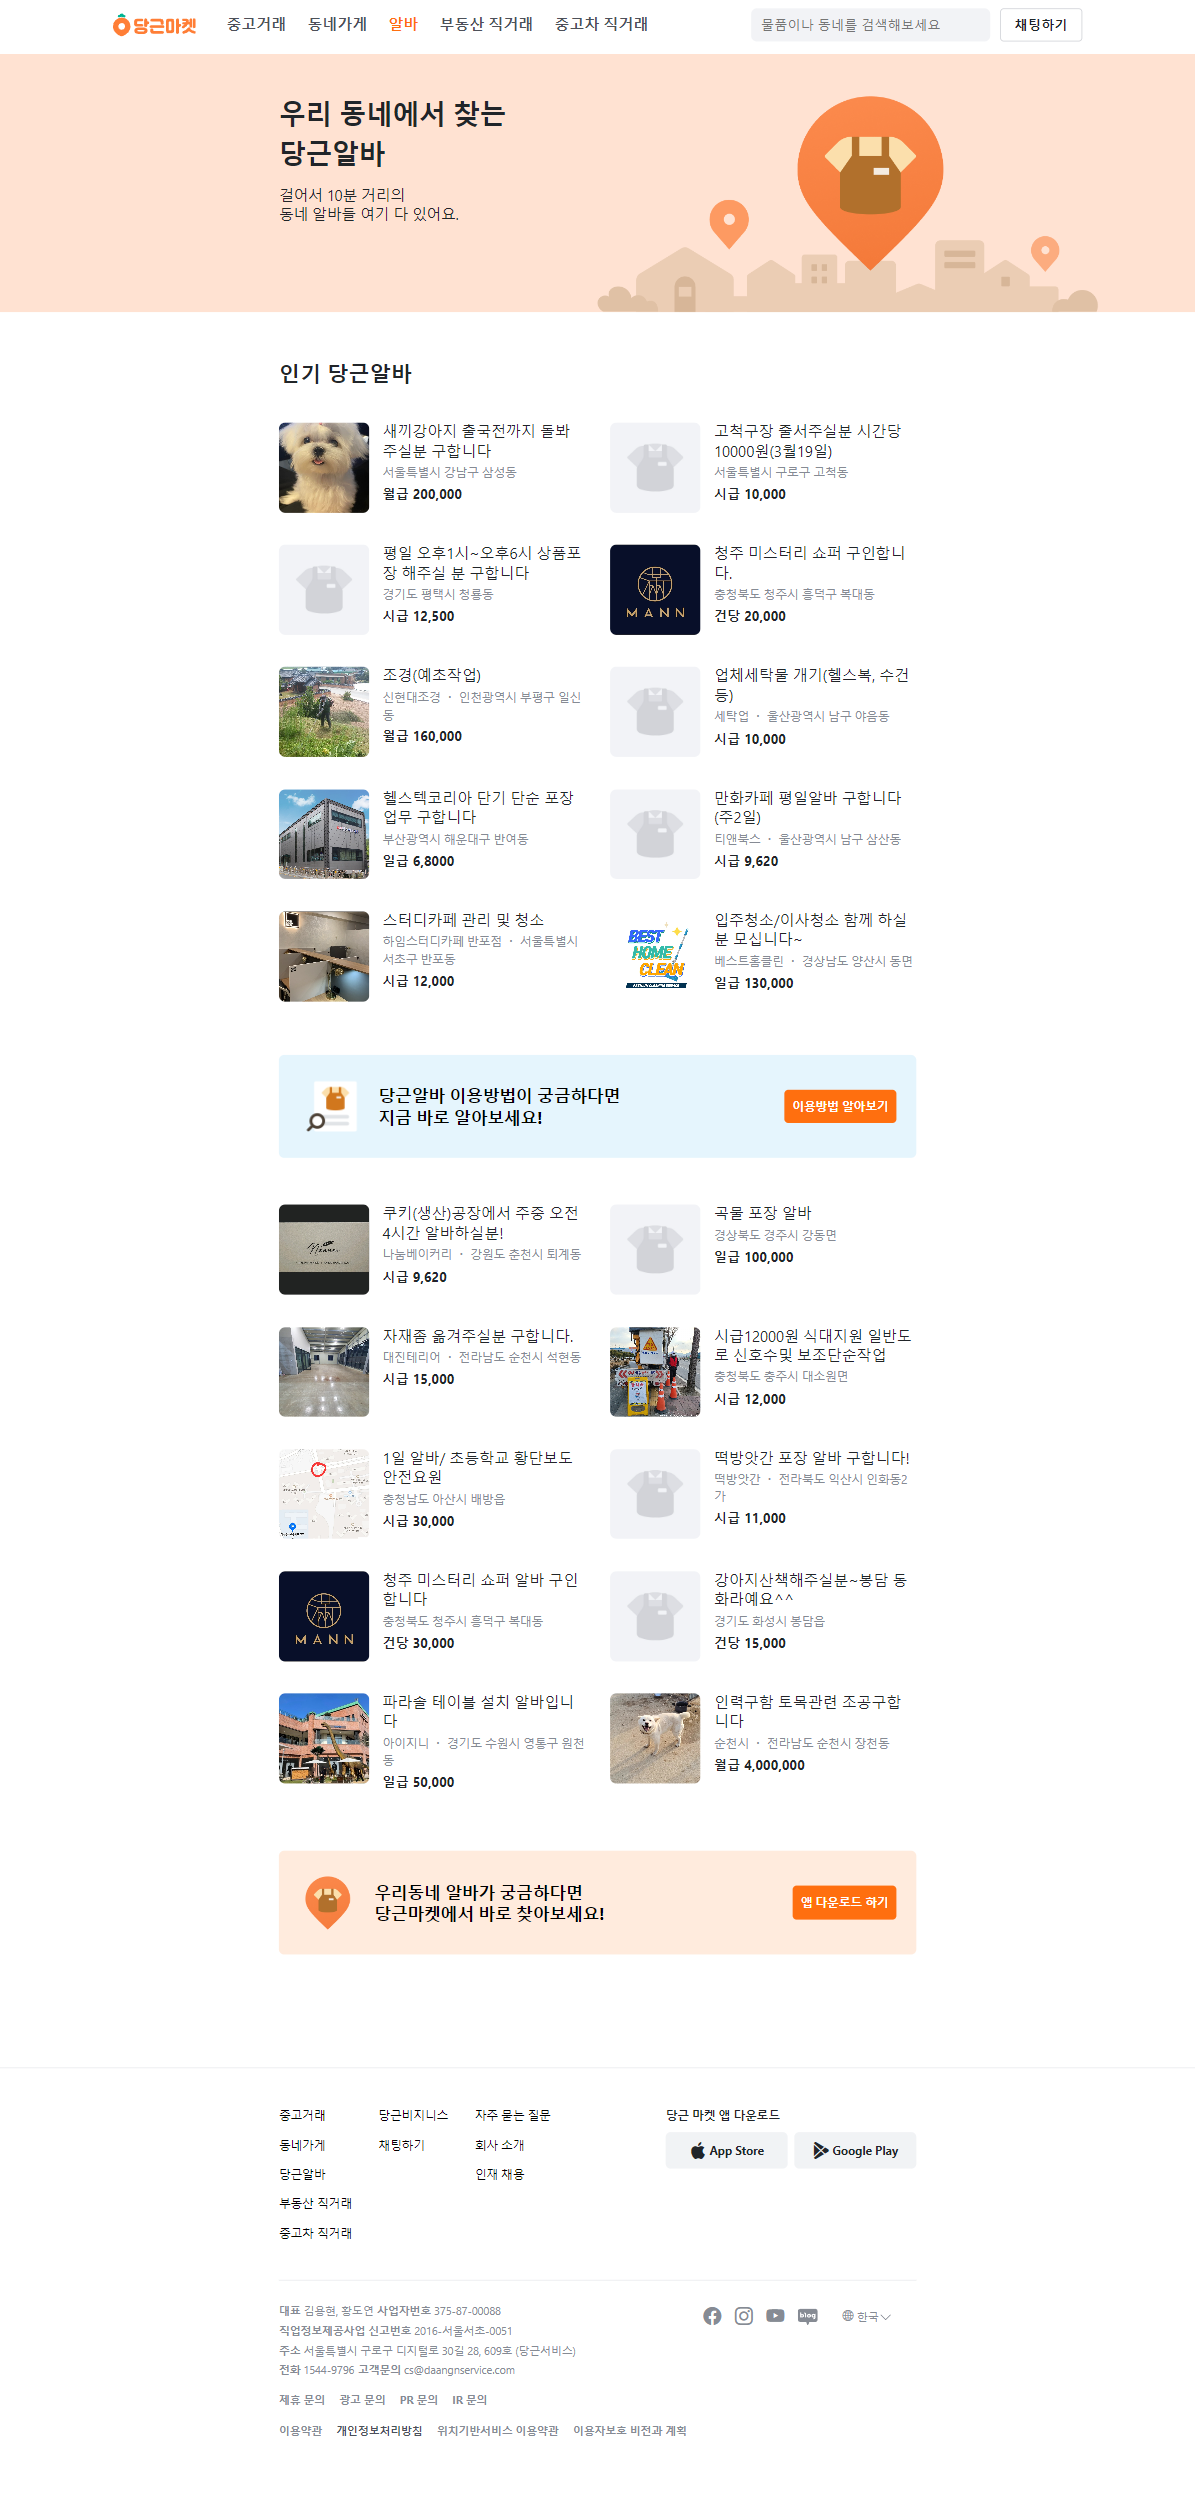 당근마켓 중고거래 동네가게 알바 부동산 직거래 중고차 직거래 물품이나 동네를 검색해보세요 채팅하기
우리 동네에서 찾는
당근알바
걸어서 10분 거리의
동네 알바들 여기 다 있어요.
인기 당근알바
새끼강아지 출국전까지 돌봐
주실분 구합니다
서울특별시 강남구 삼성동
월급 200,000
고척구장 줄서주실분 시간당
10000원(3월19일)
서울특별시 구로구 고척동
시급 10,000
평일 오후1시~오후6시 상품포
장 해주실 분 구합니다
경기도 평택시 청룡동
시급 12,500
MANN
청주 미스터리 쇼퍼 구인합니
다.
충청북도 청주시 흥덕구 복대동
건당 20,000
조경(예초작업)
신현대조경 · 인천광역시 부평구 일신
동
월급 160,000
업체세탁물 개기(헬스복, 수건
등)
세탁업 · 울산광역시 남구 야음동
시급 10,000
헬스텍코리아 단기 단순 포장
업무 구합니다
부산광역시 해운대구 반여동
일급 6,8000
만화카페 평일알바 구합니다
(주2일)
티앤북스 · 울산광역시 남구 삼산동
시급 9,620
스터디카페 관리 및 청소
하임스터디카페 반포점 · 서울특별시
서초구 반포동
시급 12,000
BEST
HOME
CLEAN
입주청소/이사청소 함께 하실
분 모십니다~
베스트홈클린 · 경상남도 양산시 동면
일급 130,000
당근알바 이용방법이 궁금하다면
지금 바로 알아보세요!
이용방법 알아보기
쿠키(생산)공장에서 주중 오전
4시간 알바하실분!
나눔베이커리 · 강원도 춘천시 퇴계동
시급 9,620
곡물 포장 알바
경상북도 경주시 강동면
일급 100,000
자재좀 옮겨주실분 구합니다.
대진테리어 · 전라남도 순천시 석현동
시급 15,000
시급12000원 식대지원 일반도
로 신호수및 보조단순작업
충청북도 충주시 대소원면
시급 12,000
1일 알바/ 초등학교 황단보도
안전요원
충청남도 아산시 배방읍
시급 30,000
떡방앗간 포장 알바 구합니다!
떡방앗간 · 전라북도 익산시 인화동2
가
시급 11,000
MANN
청주 미스터리 쇼퍼 알바 구인
합니다
충청북도 청주시 흥덕구 복대동
건당 30,000
강아지산책해주실분~봉담 동
화라예요^^
경기도 화성시 봉담읍
건당 15,000
파라솔 테이블 설치 알바입니
다
아이지니 · 경기도 수원시 영통구 원천
동
일급 50,000
인력구함 토목관련 조공구합
니다
순천시 · 전라남도 순천시 장천동
월급 4,000,000
우리동네 알바가 궁금하다면
당근마켓에서 바로 찾아보세요!
앱 다운로드 하기
중고거래 당근비지니스 자주 묻는 질문 당근 마켓 앱 다운로드
동네가게 채팅하기 회사 소개 App Store Google Play
당근알바 인재 채용
부동산 직거래
중고차 직거래
대표 김용현, 황도연 사업자번호 375-87-00088
직업정보제공사업 신고번호 2016-서울서초-0051
주소 서울특별시 구로구 디지털로 30길 28, 609호 (당근서비스)
전화 1544-9796 고객문의 cs@daangnservice.com
blog 한국
제휴 문의 광고 문의 PR 문의 IR 문의
이용약관 개인정보처리방침 위치기반서비스 이용약관 이용자보호 비전과 계획